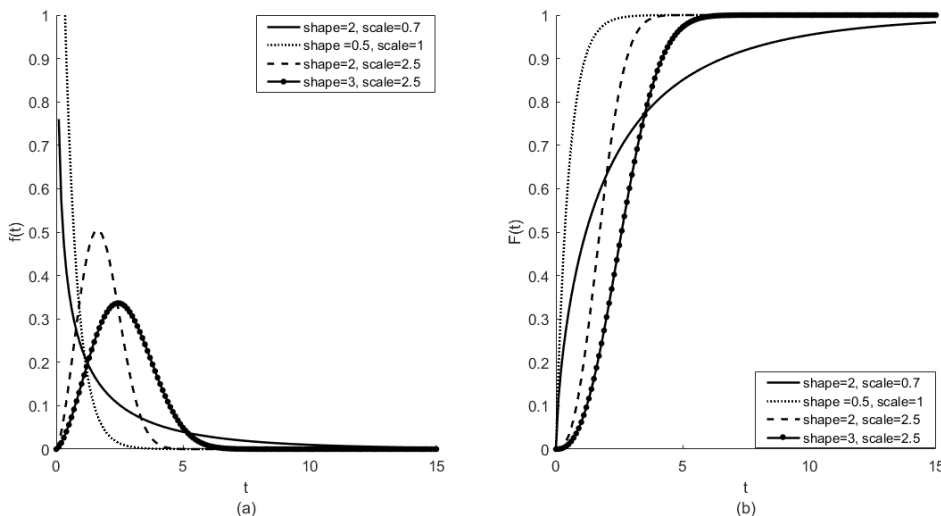 1
0.9
0.8
0.7
0.6
0.5
0.4
0.3
0.2
0.1
0
f(t)
shape=2, scale=0.7
shape =0.5, scale=1
shape=2, scale=2.5
shape=3, scale=2.5
0 5 10 15
t
(a)
1
0.9
0.8
0.7
0.6
0.5
0.4
0.3
0.2
0.1
0
F(t)
shape=2, scale=0.7
shape =0.5, scale=1
shape=2, scale=2.5
shape=3, scale=2.5
0 5 10 15
t
(b)